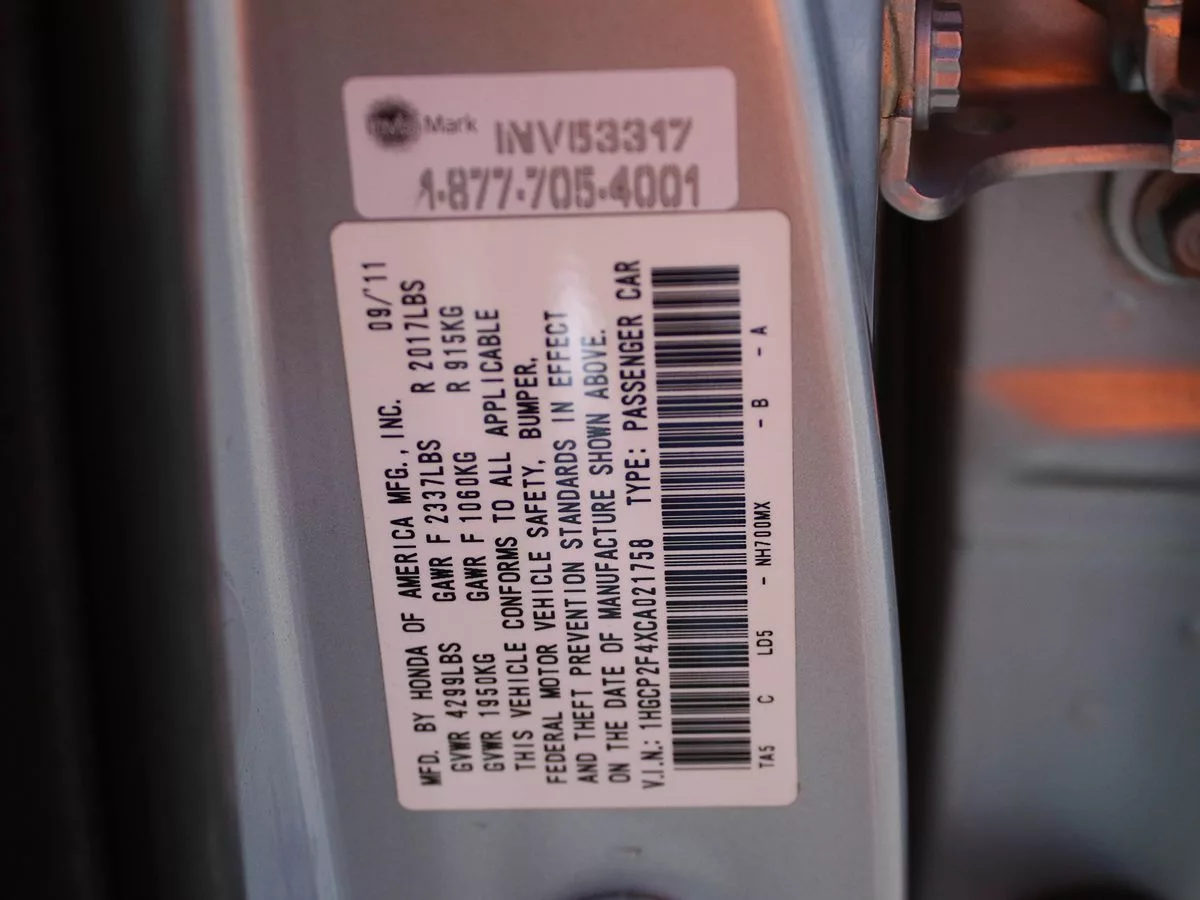 Mark
INV53347
1-877-705-4001
MFD. BY HONDA OF AMERICA MFG., INC. 09/'11
GVWR 4299LBS GAWR F 2337LBS R 2017LBS
GVWR 1950KG GAWR F 1060KG R 915KG
THIS VEHICLE CONFORMS TO ALL APPLICABLE
FEDERAL MOTOR VEHICLE SAFETY, BUMPER,
AND THEFT PREVENTION STANDARDS IN EFFECT
ON THE DATE OF MANUFACTURE SHOWN ABOVE.
V.I.N.: 1HGCP2F4XCA021758 TYPE: PASSENGER CAR
TA5 C LD5 - NH700MX - B - A